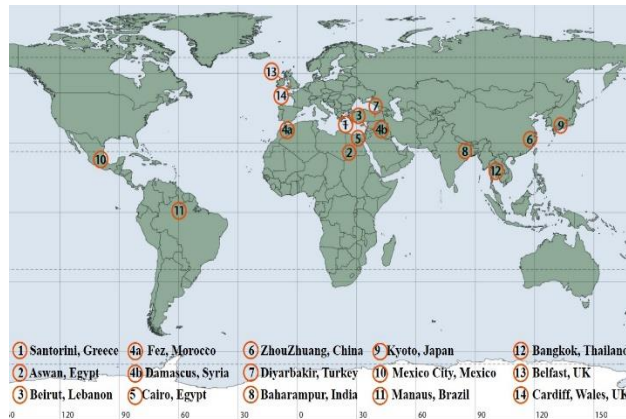 13
14
7
3
1
4a
4b
5
2
8
6
9
12
10
11
1 Santorini, Greece 4a Fez, Morocco 6 ZhouZhuang, China 9 Kyoto, Japan 12 Bangkok, Thailand
2 Aswan, Egypt 4b Damascus, Syria 7 Diyarbakir, Turkey 10 Mexico City, Mexico 13 Belfast, UK
3 Beirut, Lebanon 5 Cairo, Egypt 8 Baharampur, India 11 Manaus, Brazil 14 Cardiff, Wales, UK
120 90 60 30 0 30 60 90 120 150